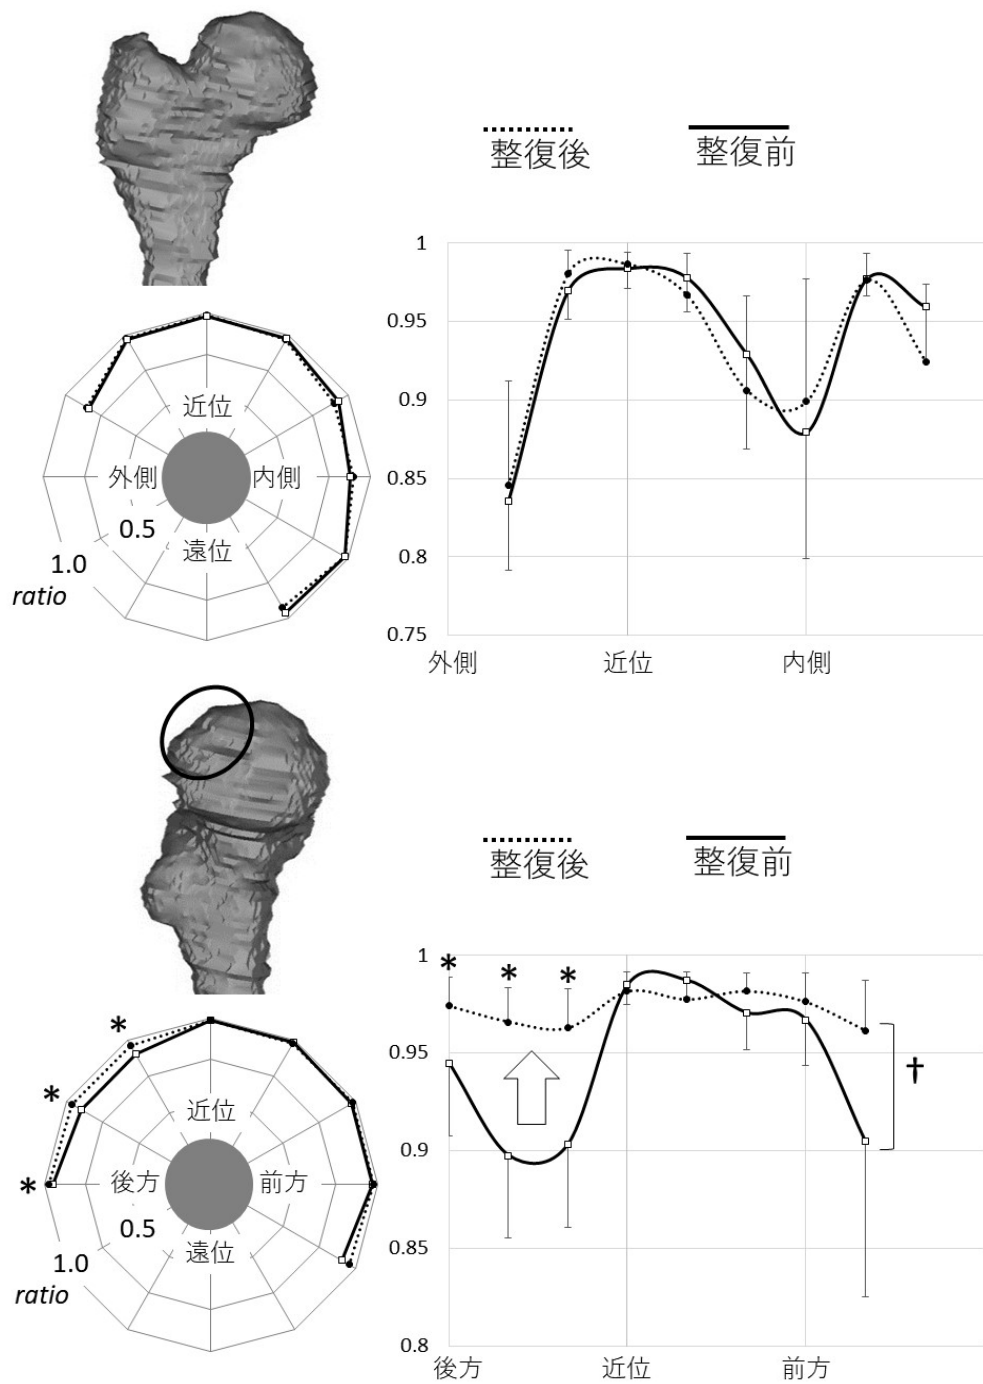 整復後 整復前
1
0.95
0.9
0.85
0.8
0.75
外側 近位 内側
近位
外側 内側
遠位
0.5
1.0
ratio
整復後 整復前
1
0.95
0.9
0.85
0.8
* * *
†
後方 近位 前方
*
*
*
近位
後方 前方
遠位
0.5
1.0
ratio